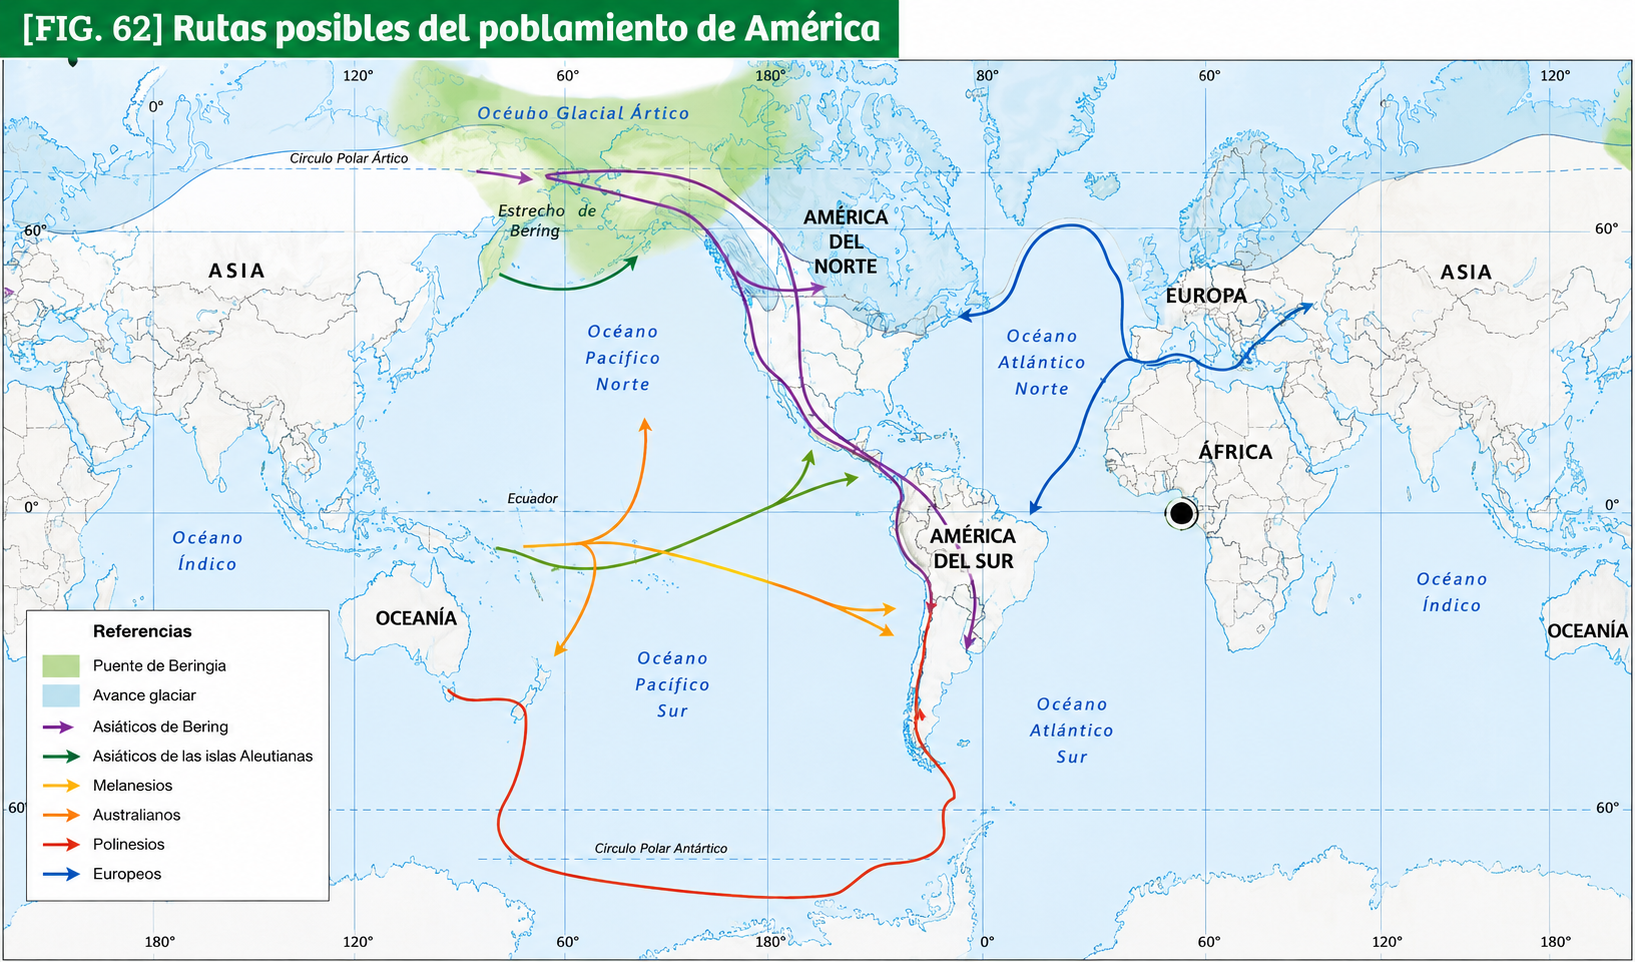 [FIG. 62] Rutas posibles del poblamiento de América
120° 60° 180° 80° 60° 120°
0°
Océubo Glacial Ártico
Circulo Polar Ártico
Estrecho de
Bering
60°
60°
ASIA
AMÉRICA
DEL
NORTE
EUROPA
ASIA
Océano
Pacífico
Norte
Océano
Atlántico
Norte
ÁFRICA
Ecuador
0°
0°
Océano
Índico
AMÉRICA
DEL SUR
Océano
Índico
OCEANÍA
OCEANÍA
Océano
Pacífico
Sur
Océano
Atlántico
Sur
Referencias
Puente de Beringia
Avance glaciar
Asiáticos de Bering
Asiáticos de las islas Aleutianas
Melanesios
Australianos
Polinesios
Europeos
60°
60°
Circulo Polar Antártico
180° 120° 60° 180° 0° 60° 120° 180°